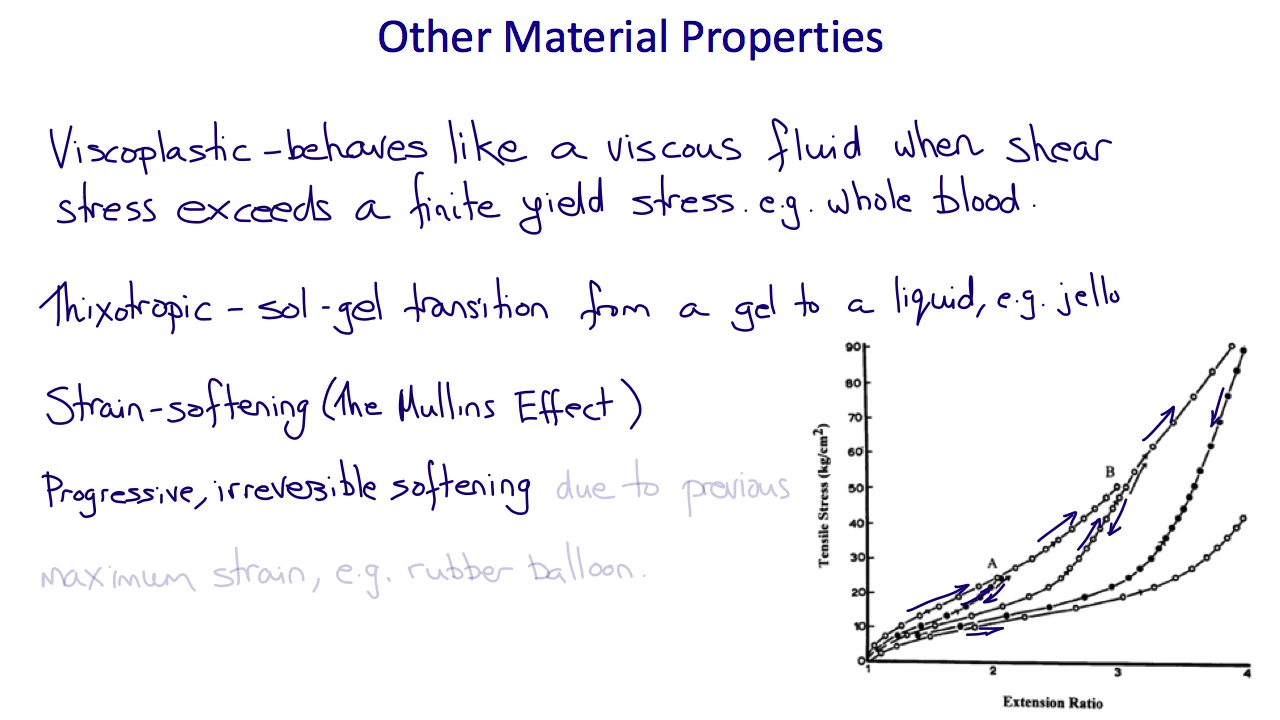 Other Material Properties
Viscoplastic - behaves like a viscous fluid when shear
stress exceeds a finite yield stress. e.g. whole blood.
Thixotropic - sol-gel transition from a gel to a liquid, e.g. jello
Strain-softening (The Mullins Effect)
Progressive, irreversible softening due to previous
maximum strain, e.g. rubber balloon.
Tensile Stress (kg/cm²)
90
80
70
60
50
40
30
20
10
0
A
B
1 2 3 4
Extension Ratio